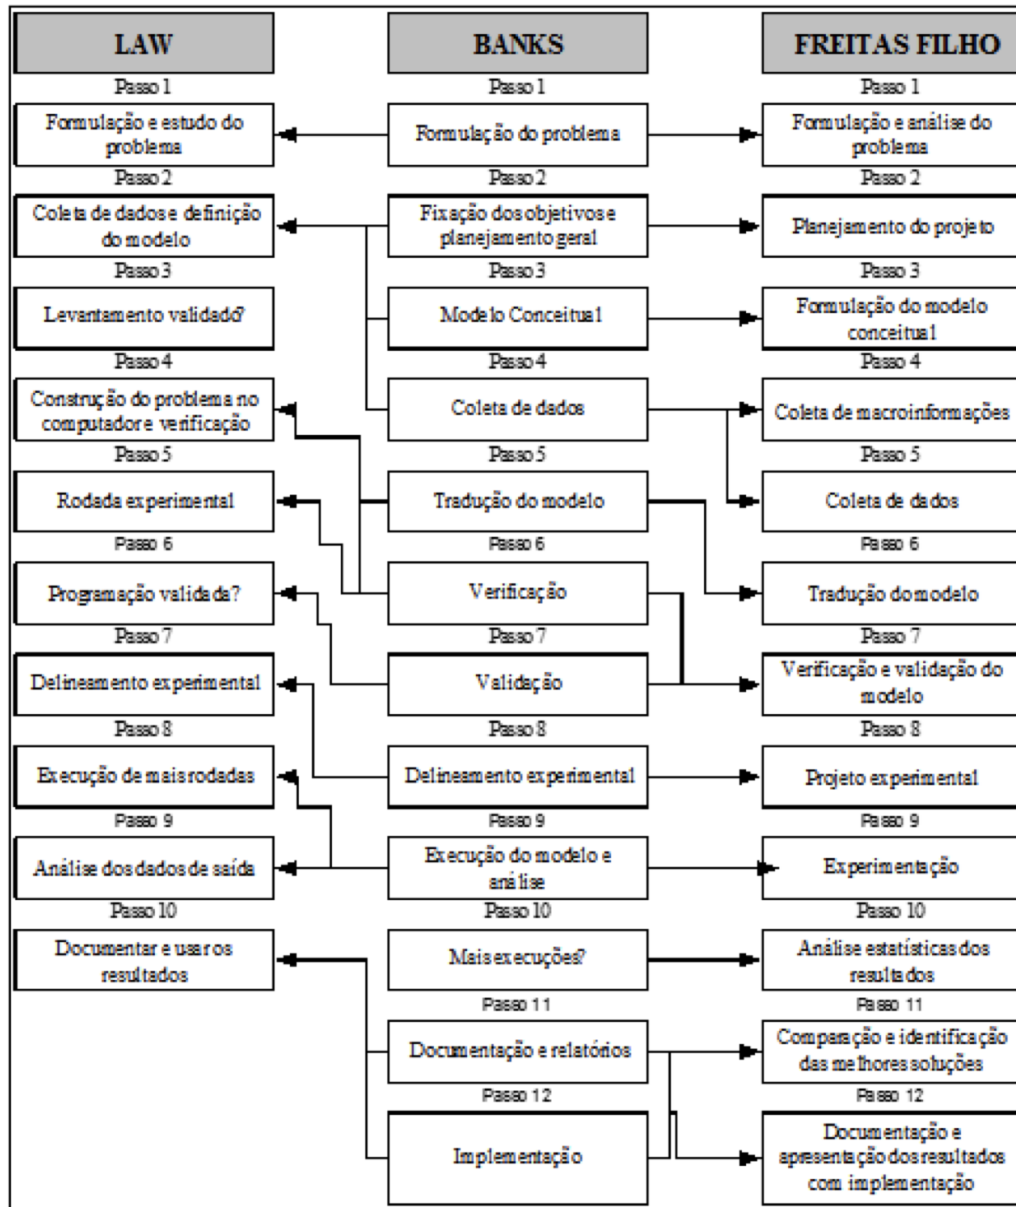 LAW BANKS FREITAS FILHO
Passo 1 Passo 1 Passo 1
Formulação e estudo do
problema
Formulação do problema
Formulação e análise do
problema
Passo 2 Passo 2 Passo 2
Coleta de dados e definição
do modelo
Fixação dos objetivos e
planejamento geral
Planejamento do projeto
Passo 3 Passo 3 Passo 3
Levantamento validado?
Modelo Conceitual
Formulação do modelo
conceitual
Passo 4 Passo 4 Passo 4
Construção do problema no
computador e verificação
Coleta de dados
Coleta de macroinformações
Passo 5 Passo 5 Passo 5
Rodada experimental
Tradução do modelo
Coleta de dados
Passo 6 Passo 6 Passo 6
Programação validada?
Verificação
Tradução do modelo
Passo 7 Passo 7 Passo 7
Delineamento experimental
Validação
Verificação e validação do
modelo
Passo 8 Passo 8 Passo 8
Execução de mais rodadas
Delineamento experimental
Projeto experimental
Passo 9 Passo 9 Passo 9
Análise dos dados de saída
Execução do modelo e
análise
Experimentação
Passo 10 Passo 10 Passo 10
Documentar e usar os
resultados
Mais execuções?
Análise estatísticas dos
resultados
Passo 11 Passo 11
Documentação e relatórios
Comparação e identificação
das melhores soluções
Passo 12 Passo 12
Implementação
Documentação e
apresentação dos resultados
com implementação